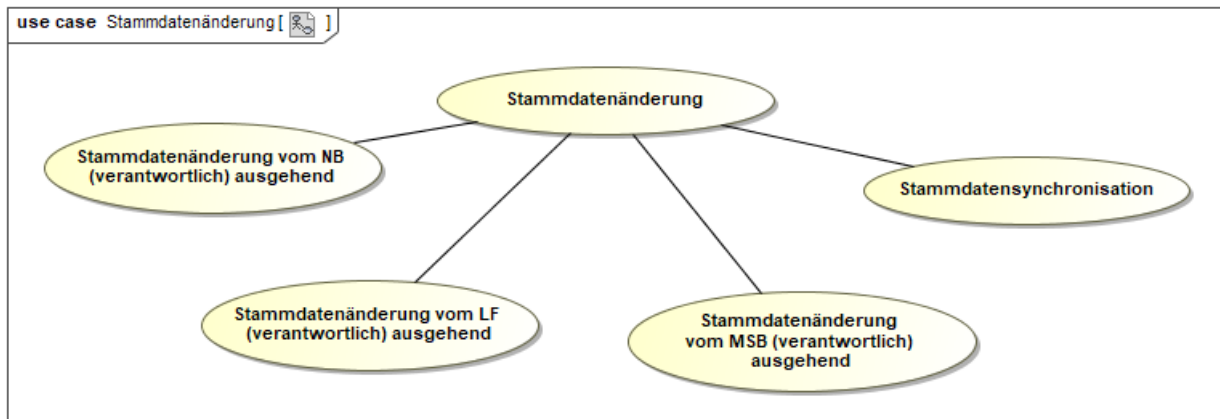 use case Stammdatenänderung [ ]
Stammdatenänderung
Stammdatenänderung vom NB
(verantwortlich) ausgehend
Stammdatensynchronisation
Stammdatenänderung vom LF
(verantwortlich) ausgehend
Stammdatenänderung
vom MSB (verantwortlich)
ausgehend